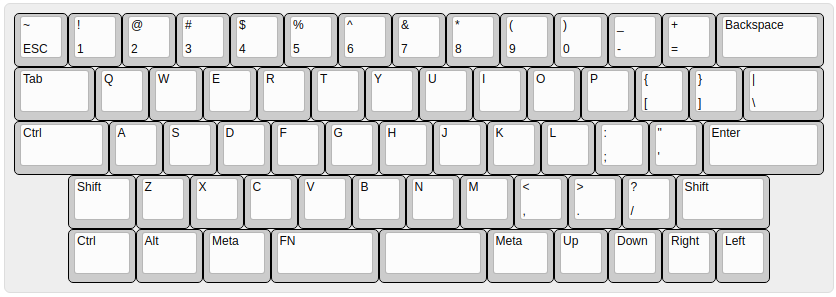 ~ ! @ # $ % ^ & * ( ) _ + Backspace
ESC 1 2 3 4 5 6 7 8 9 0 - =
Tab Q W E R T Y U I O P { } |
[ ] \
Ctrl A S D F G H J K L : " Enter
; '
Shift Z X C V B N M < > ? Shift
, . /
Ctrl Alt Meta FN Meta Up Down Right Left